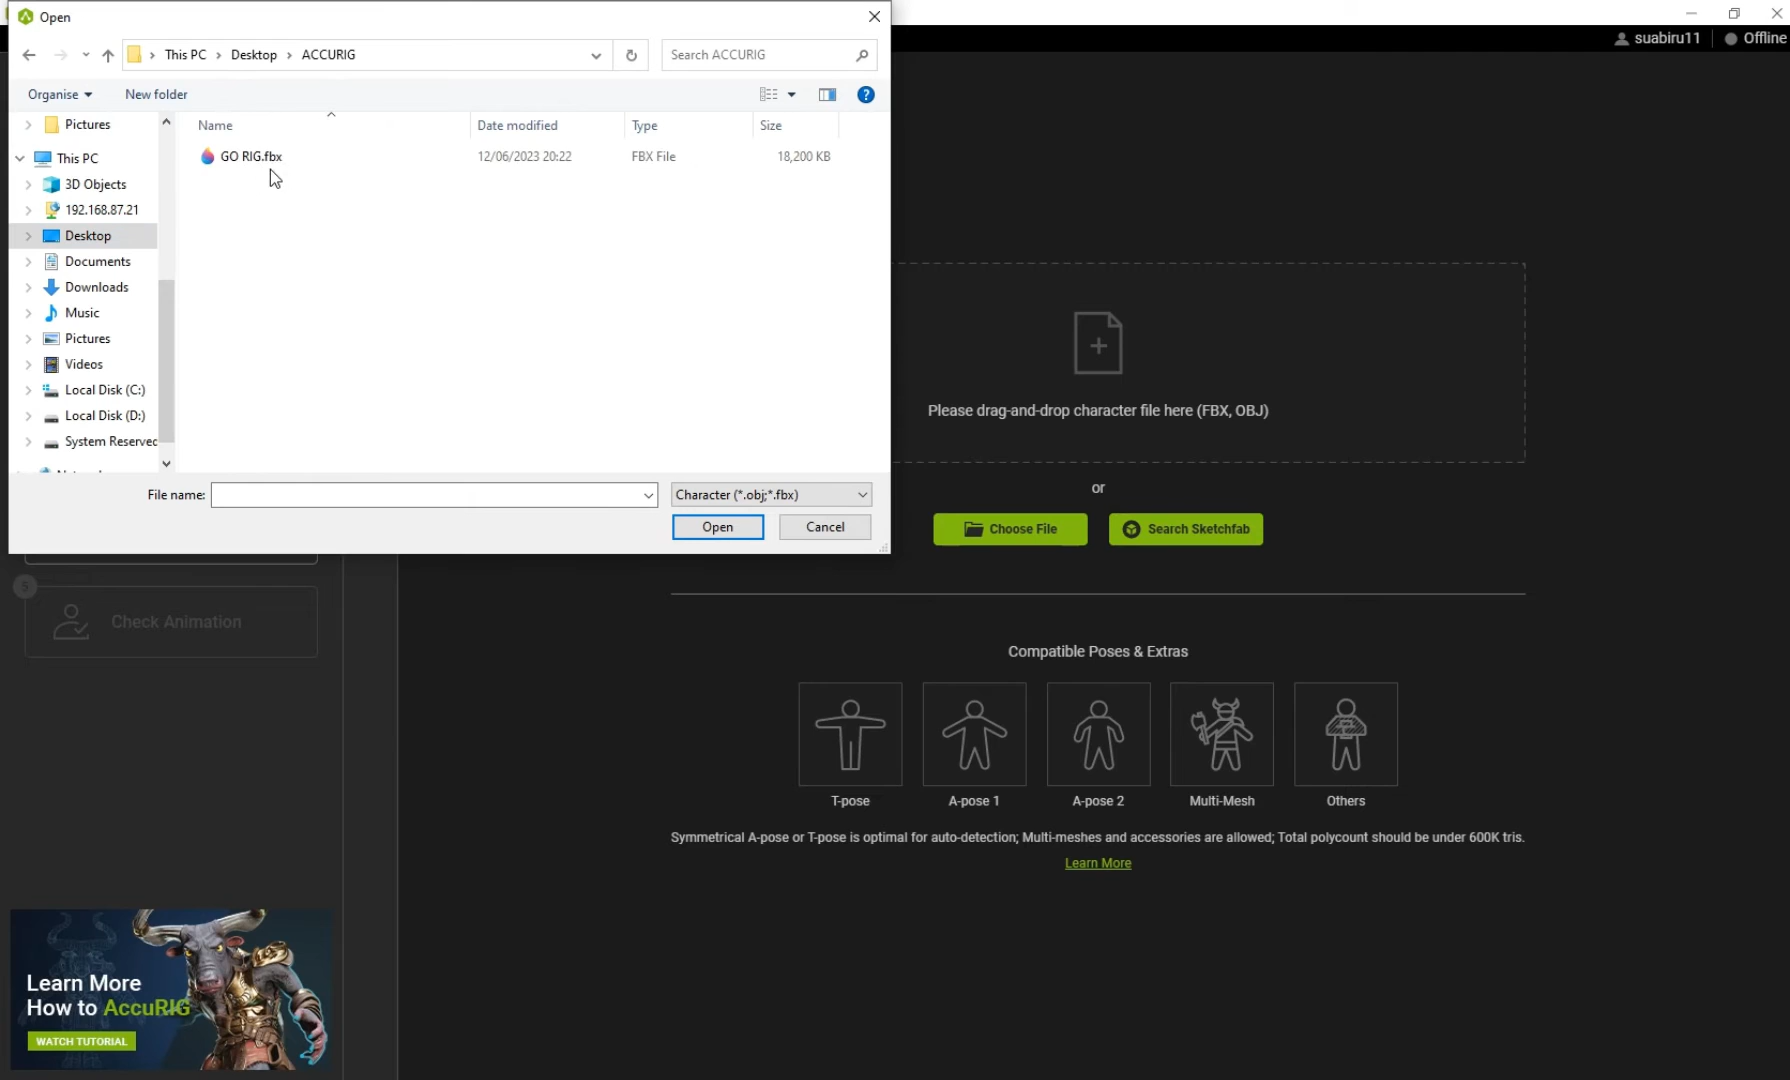 Open
suabiru11
Offline
This PC
Desktop
ACCURIG
Search ACCURIG
Organise
New folder
Name
Date modified
Type
Size
GO RIG.fbx
12/06/2023 20:22
FBX File
18,200 KB
Pictures
This PC
3D Objects
192.168.87.21
Desktop
Documents
Downloads
Music
Pictures
Videos
Local Disk (C:)
Local Disk (D:)
System Reserved
File name:
Character (*.obj;*.fbx)
Open
Cancel
Please drag-and-drop character file here (FBX, OBJ)
or
Choose File
Search Sketchfab
5
Check Animation
Compatible Poses & Extras
T-pose
A-pose 1
A-pose 2
Multi-Mesh
Others
Symmetrical A-pose or T-pose is optimal for auto-detection; Multi-meshes and accessories are allowed; Total polycount should be under 600K tris.
Learn More
Learn More
How to AccuRIG
WATCH TUTORIAL